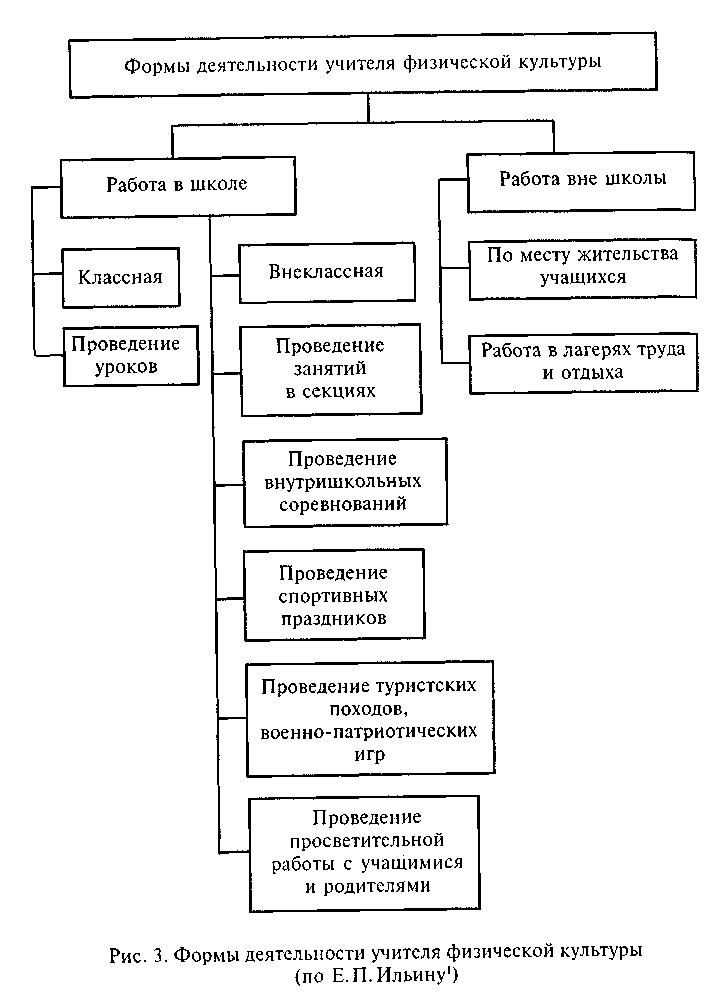 Формы деятельности учителя физической культуры
Работа в школе
Работа вне школы
Классная
Внеклассная
По месту жительства
учащихся
Проведение
уроков
Проведение
занятий
в секциях
Работа в лагерях труда
и отдыха
Проведение
внутришкольных
соревнований
Проведение
спортивных
праздников
Проведение туристских
походов,
военно-патриотических
игр
Проведение
просветительной
работы с учащимися
и родителями
Рис. 3. Формы деятельности учителя физической культуры
(по Е.П.Ильину¹)